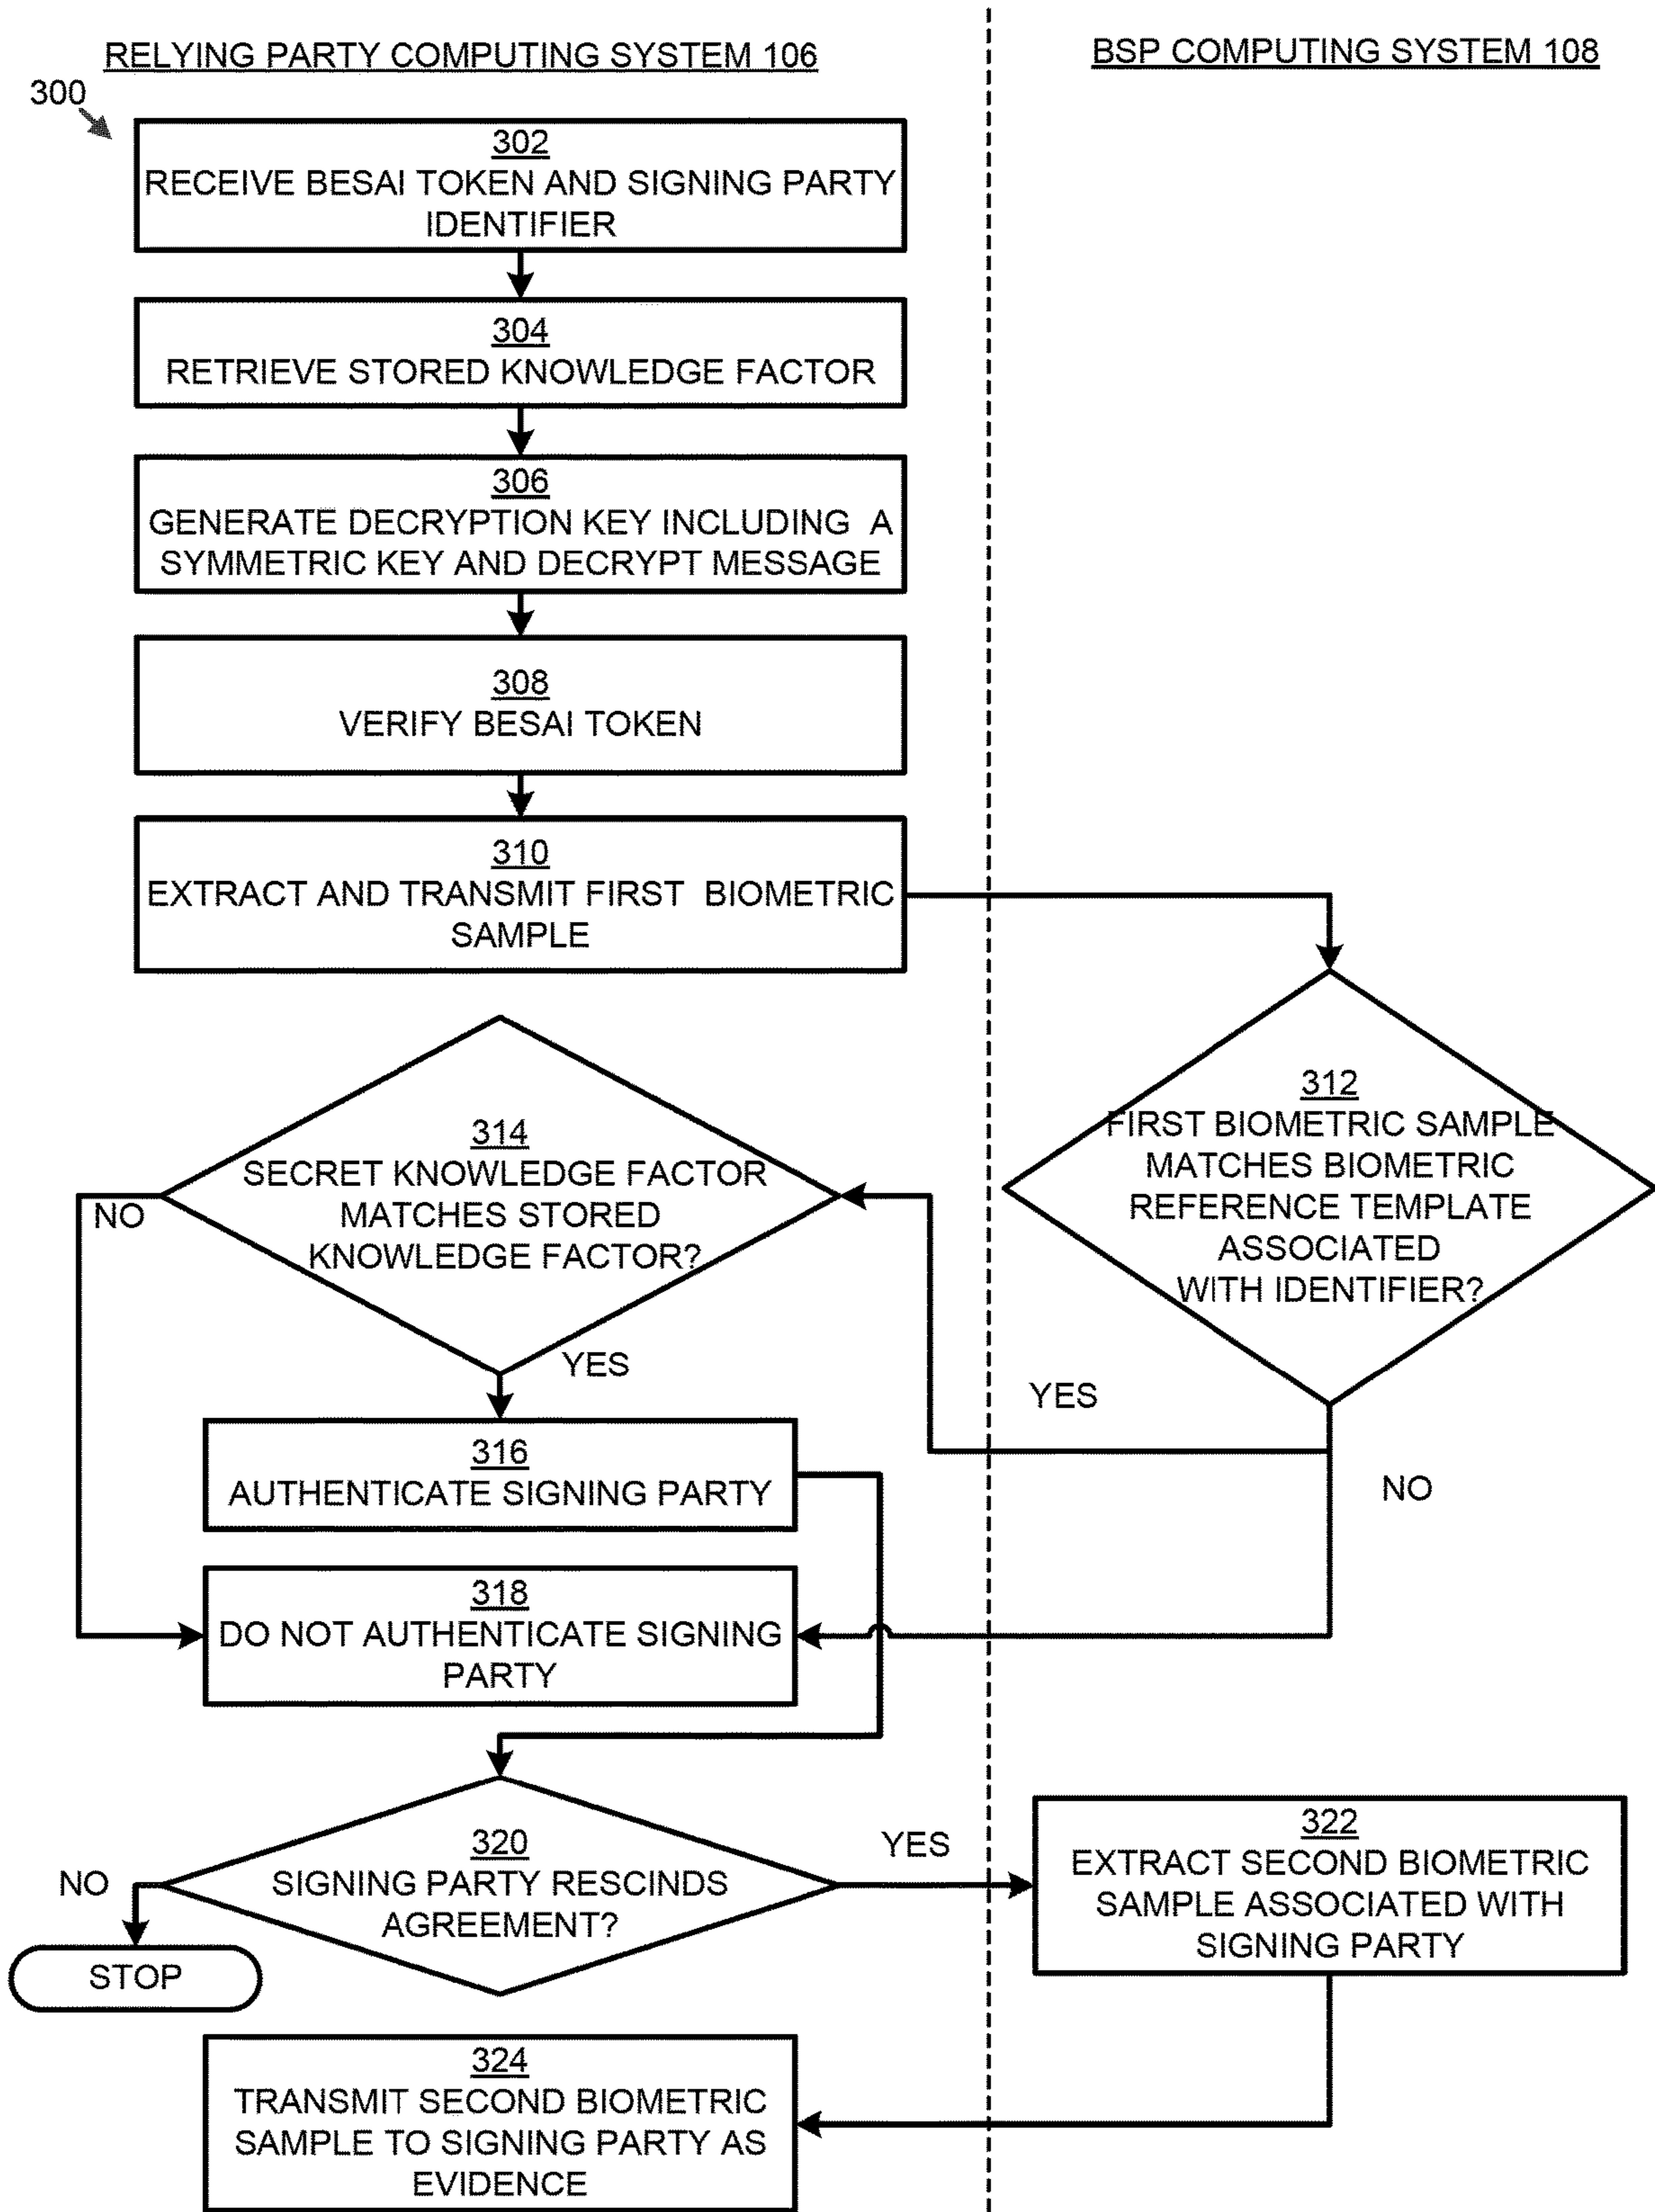 RELYING PARTY COMPUTING SYSTEM 106
BSP COMPUTING SYSTEM 108
300
302
RECEIVE BESAI TOKEN AND SIGNING PARTY
IDENTIFIER
304
RETRIEVE STORED KNOWLEDGE FACTOR
306
GENERATE DECRYPTION KEY INCLUDING A
SYMMETRIC KEY AND DECRYPT MESSAGE
308
VERIFY BESAI TOKEN
310
EXTRACT AND TRANSMIT FIRST BIOMETRIC
SAMPLE
312
FIRST BIOMETRIC SAMPLE
MATCHES BIOMETRIC
REFERENCE TEMPLATE
ASSOCIATED
WITH IDENTIFIER?
314
SECRET KNOWLEDGE FACTOR
MATCHES STORED
KNOWLEDGE FACTOR?
NO
YES
YES
NO
316
AUTHENTICATE SIGNING PARTY
318
DO NOT AUTHENTICATE SIGNING
PARTY
320
SIGNING PARTY RESCINDS
AGREEMENT?
NO
YES
STOP
322
EXTRACT SECOND BIOMETRIC
SAMPLE ASSOCIATED WITH
SIGNING PARTY
324
TRANSMIT SECOND BIOMETRIC
SAMPLE TO SIGNING PARTY AS
EVIDENCE